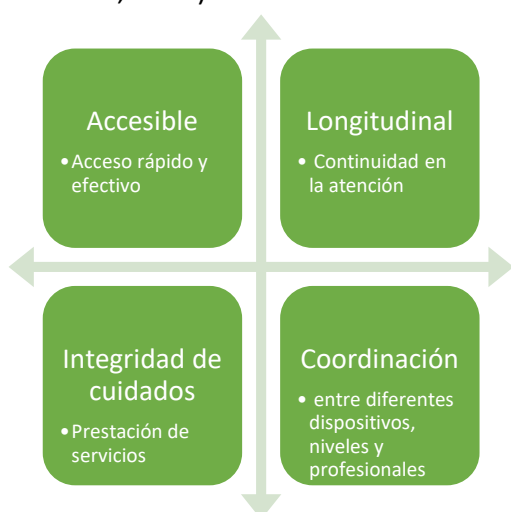 Accesible
•Acceso rápido y
efectivo
Longitudinal
• Continuidad en
la atención
Integridad de
cuidados
•Prestación de
servicios
Coordinación
• entre diferentes
dispositivos,
niveles y
profesionales